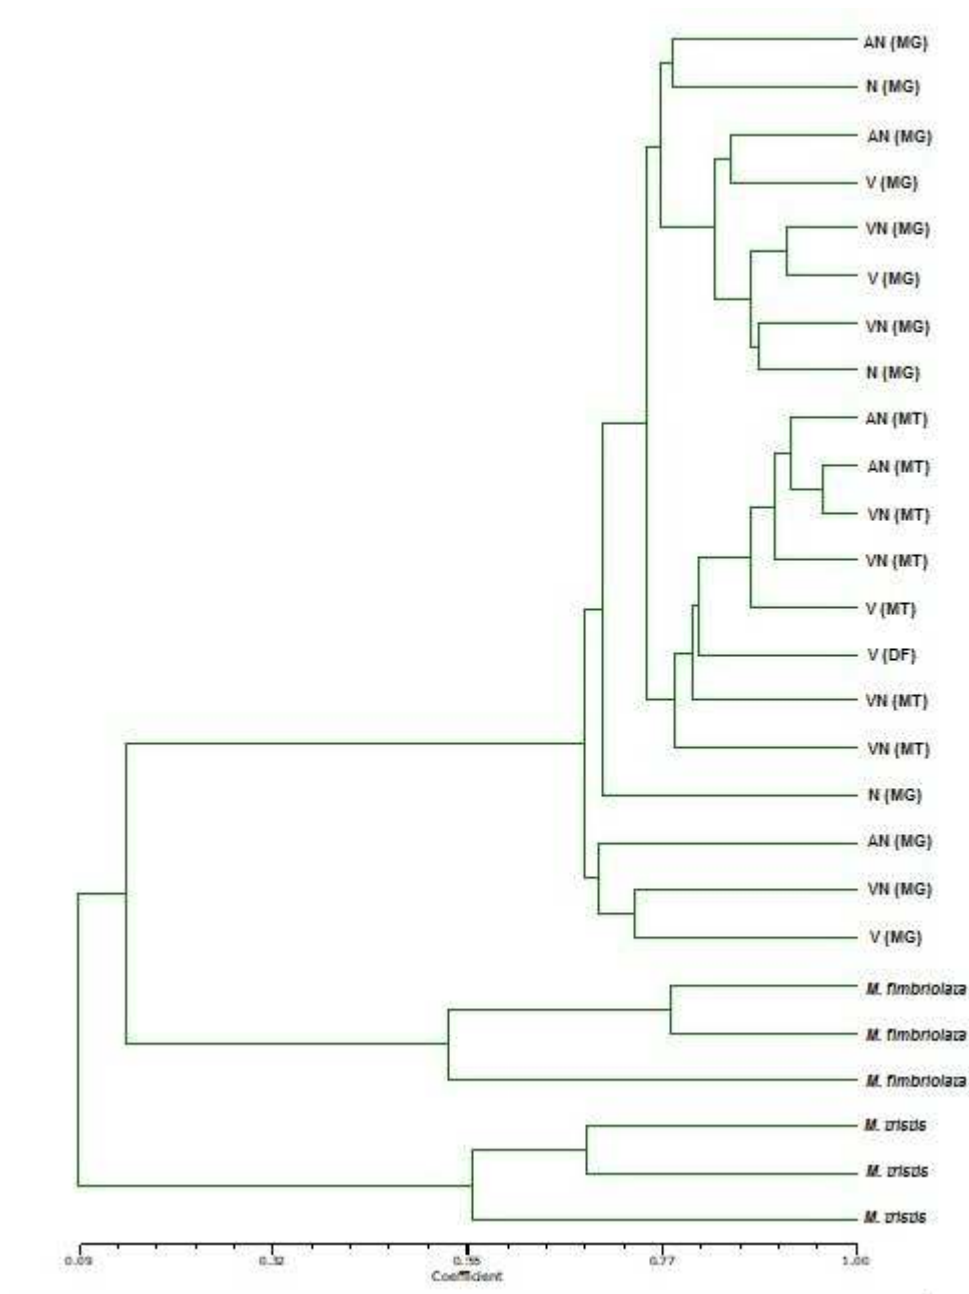 AN (MG)
N (MG)
AN (MG)
V (MG)
VN (MG)
V (MG)
VN (MG)
N (MG)
AN (MT)
AN (MT)
VN (MT)
VN (MT)
V (MT)
V (DF)
VN (MT)
VN (MT)
N (MG)
AN (MG)
VN (MG)
V (MG)
M. fimbriolata
M. fimbriolata
M. fimbriolata
M. tristis
M. tristis
M. tristis
0.09 0.32 0.55 0.77 1.00
Coefficient